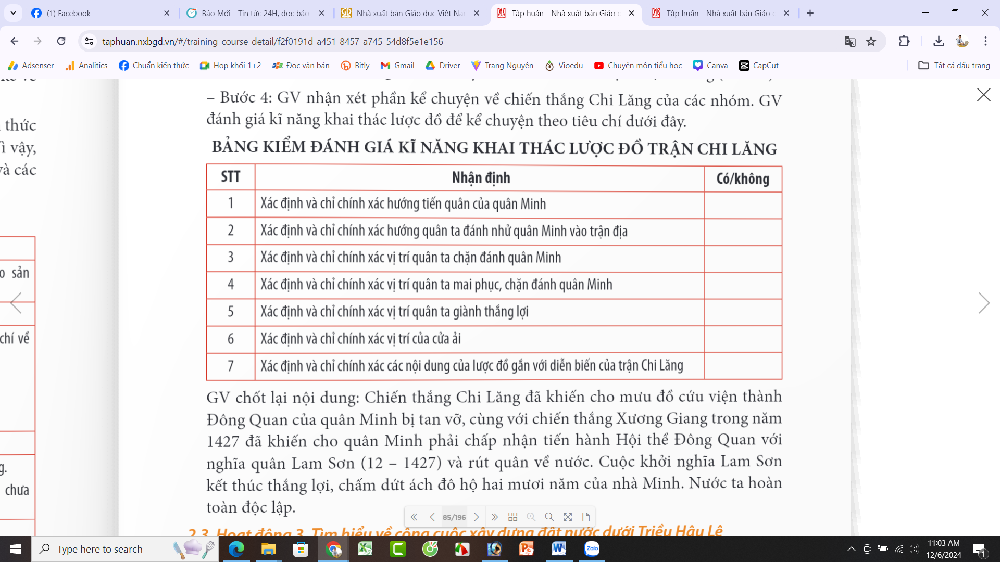 (1) Facebook
Báo Mới - Tin tức 24H, đọc báo
Nhà xuất bản Giáo dục Việt Nam
Tập huấn - Nhà xuất bản Giáo
Tập huấn - Nhà xuất bản Giáo
taphuan.nxbgd.vn/#/training-course-detail/f2f0191d-a451-8457-a745-54d8f5e1e156
Adsenser Analitics Chuẩn kiến thức Họp khối 1+2 Đọc văn bản Bitly Gmail Driver Trạng Nguyên Vioedu Chuyên môn tiểu học Canva CapCut Tất cả dấu trang
thức
vậy,
và các
sản
chí về
g.
chưa
– Bước 4: GV nhận xét phần kể chuyện về chiến thắng Chi Lăng của các nhóm. GV
đánh giá kĩ năng khai thác lược đồ để kể chuyện theo tiêu chí dưới đây.
BẢNG KIỂM ĐÁNH GIÁ KĨ NĂNG KHAI THÁC LƯỢC ĐỒ TRẬN CHI LĂNG
STT Nhận định Có/không
1 Xác định và chỉ chính xác hướng tiến quân của quân Minh
2 Xác định và chỉ chính xác hướng quân ta đánh nhử quân Minh vào trận địa
3 Xác định và chỉ chính xác vị trí quân ta chặn đánh quân Minh
4 Xác định và chỉ chính xác vị trí quân ta mai phục, chặn đánh quân Minh
5 Xác định và chỉ chính xác vị trí quân ta giành thắng lợi
6 Xác định và chỉ chính xác vị trí của cửa ải
7 Xác định và chỉ chính xác các nội dung của lược đồ gắn với diễn biến của trận Chi Lăng
GV chốt lại nội dung: Chiến thắng Chi Lăng đã khiến cho mưu đồ cứu viện thành
Đông Quan của quân Minh bị tan vỡ, cùng với chiến thắng Xương Giang trong năm
1427 đã khiến cho quân Minh phải chấp nhận tiến hành Hội thề Đông Quan với
nghĩa quân Lam Sơn (12 – 1427) và rút quân về nước. Cuộc khởi nghĩa Lam Sơn
kết thúc thắng lợi, chấm dứt ách đô hộ hai mươi năm của nhà Minh. Nước ta hoàn
toàn độc lập.
85/196
2.3. Hoạt động 3. Tìm hiểu về công cuộc xây dựng đất nước dưới Triều Hậu Lê
Type here to search
Zalo
11:03 AM
12/6/2024
1